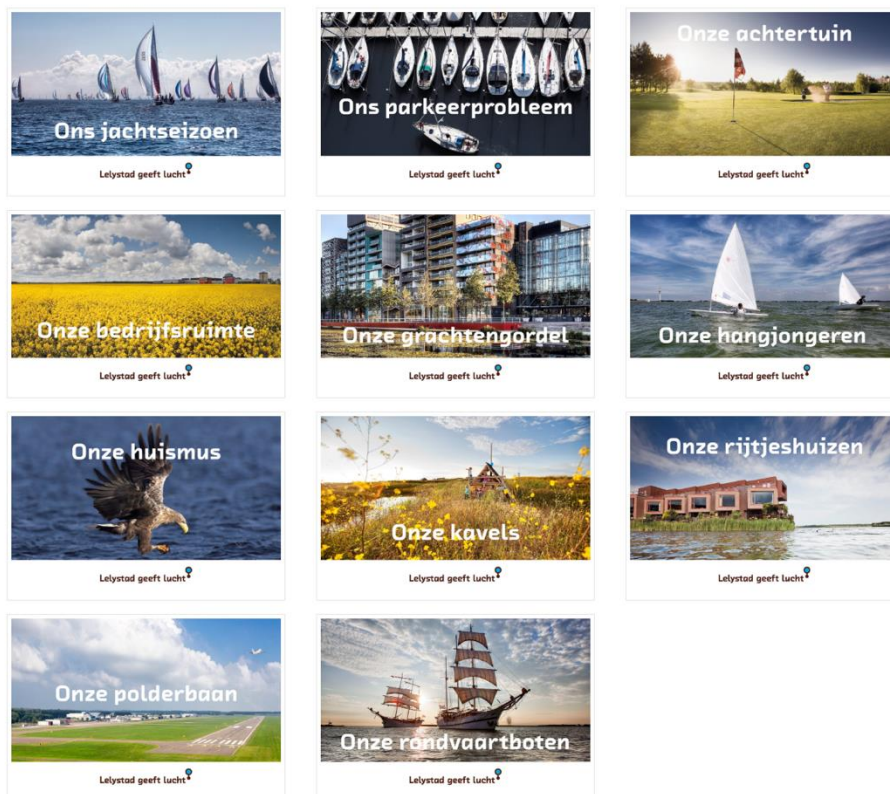 Ons jachtseizoen
Lelystad geeft lucht
Ons parkeerprobleem
Lelystad geeft lucht
Onze achtertuin
Lelystad geeft lucht
Onze bedrijfsruimte
Lelystad geeft lucht
Onze grachtengordel
Lelystad geeft lucht
Onze hangjongeren
Lelystad geeft lucht
Onze huismus
Lelystad geeft lucht
Onze kavels
Lelystad geeft lucht
Onze rijtjeshuizen
Lelystad geeft lucht
Onze polderbaan
Lelystad geeft lucht
Onze rondvaartboten
Lelystad geeft lucht